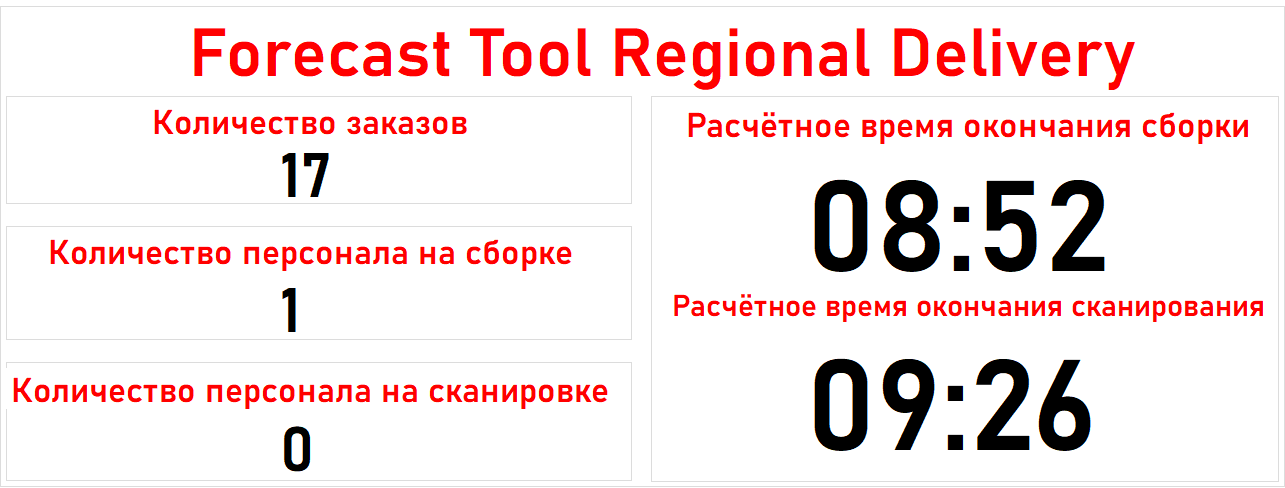 Forecast Tool Regional Delivery
Количество заказов
17
Количество персонала на сборке
1
Количество персонала на сканировке
0
Расчётное время окончания сборки
08:52
Расчётное время окончания сканирования
09:26